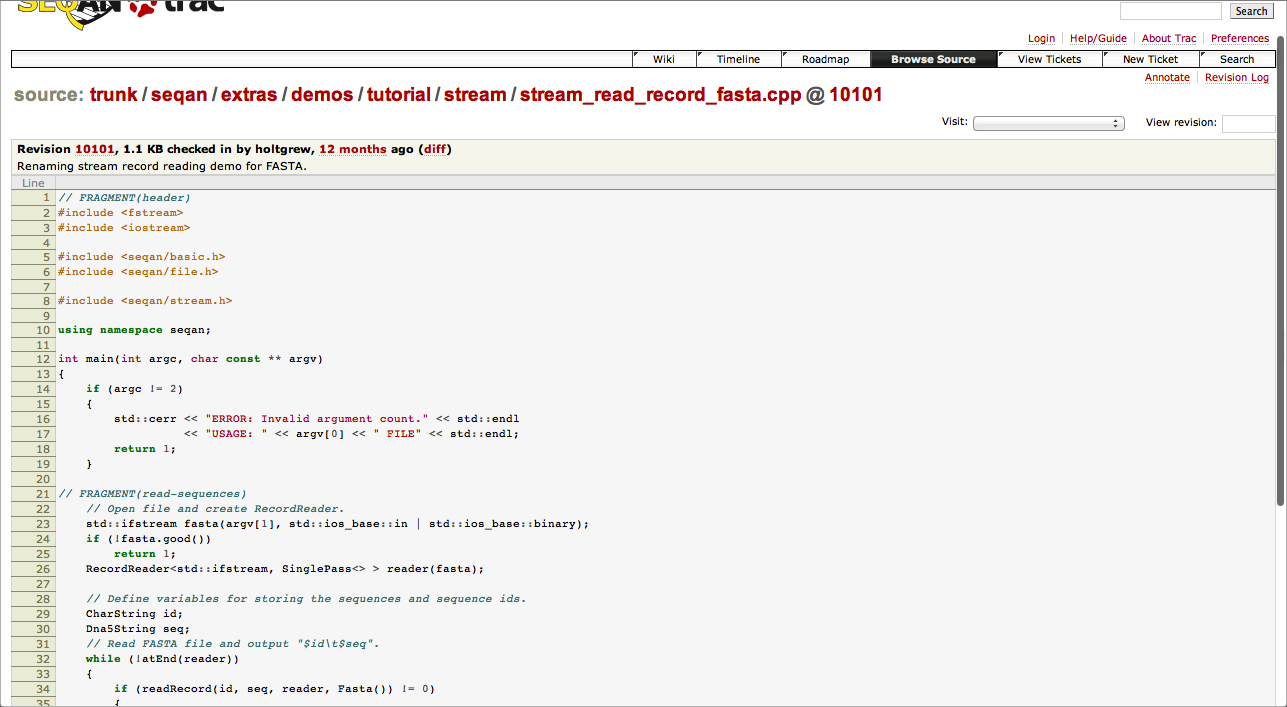 SEQAN trac
Search
Login Help/Guide About Trac Preferences
Wiki Timeline Roadmap Browse Source View Tickets New Ticket Search
Annotate Revision Log
source: trunk / seqan / extras / demos / tutorial / stream / stream_read_record_fasta.cpp @ 10101
Visit: View revision:
Revision 10101, 1.1 KB checked in by holtgrew, 12 months ago (diff)
Renaming stream record reading demo for FASTA.
Line
1 // FRAGMENT(header)
2 #include <fstream>
3 #include <iostream>
4
5 #include <seqan/basic.h>
6 #include <seqan/file.h>
7
8 #include <seqan/stream.h>
9
10 using namespace seqan;
11
12 int main(int argc, char const ** argv)
13 {
14 if (argc != 2)
15 {
16 std::cerr << "ERROR: Invalid argument count." << std::endl
17 << "USAGE: " << argv[0] << " FILE" << std::endl;
18 return 1;
19 }
20
21 // FRAGMENT(read-sequences)
22 // Open file and create RecordReader.
23 std::ifstream fasta(argv[1], std::ios_base::in | std::ios_base::binary);
24 if (!fasta.good())
25 return 1;
26 RecordReader<std::ifstream, SinglePass<> > reader(fasta);
27
28 // Define variables for storing the sequences and sequence ids.
29 CharString id;
30 Dna5String seq;
31 // Read FASTA file and output "$id\t$seq".
32 while (!atEnd(reader))
33 {
34 if (readRecord(id, seq, reader, Fasta()) != 0)
35 {